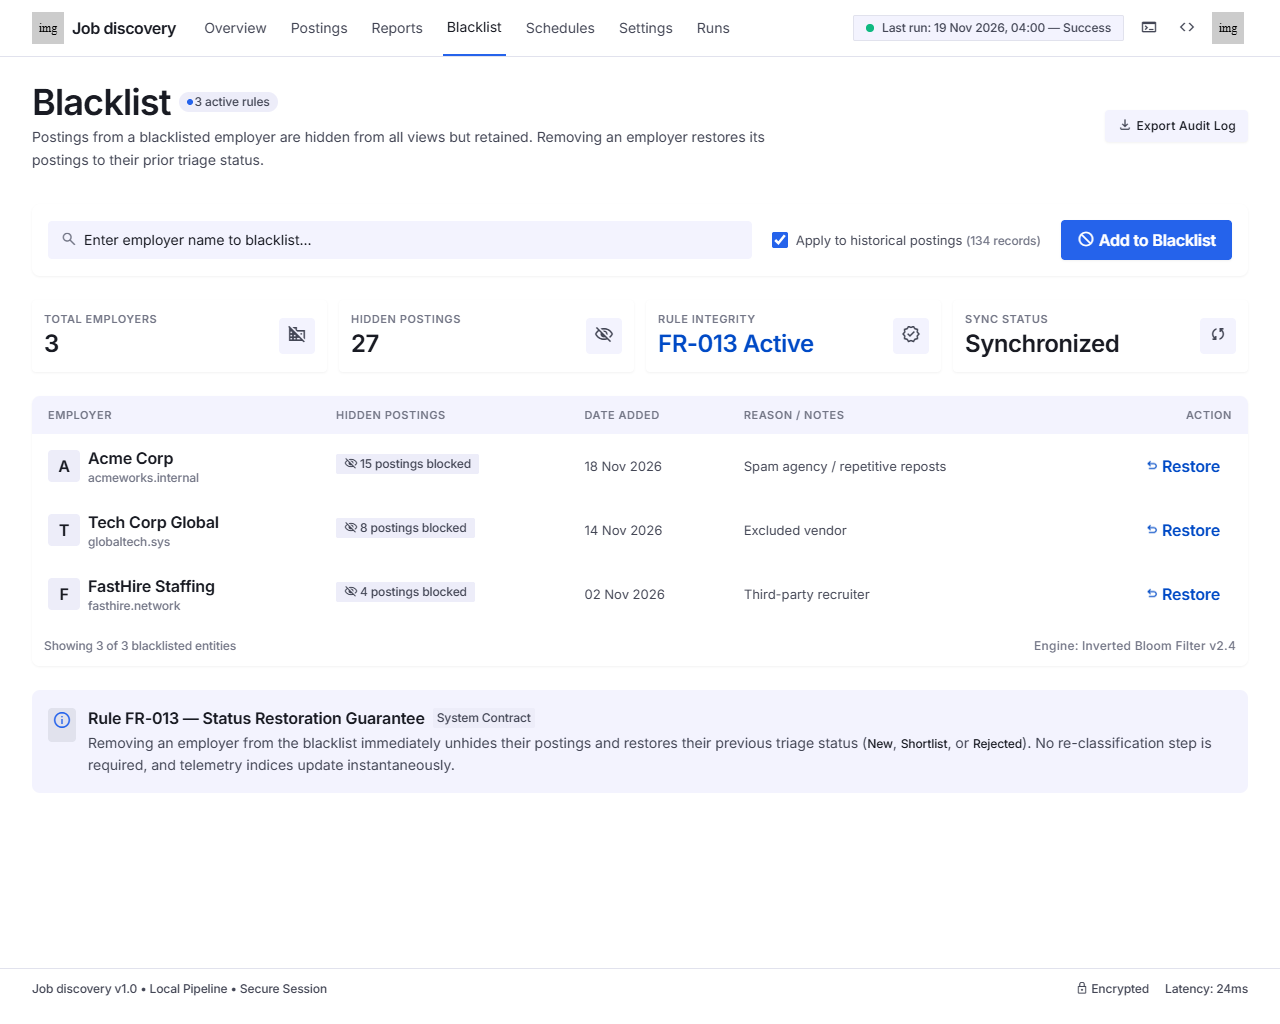 img Job discovery Overview Postings Reports Blacklist Schedules Settings Runs Last run: 19 Nov 2026, 04:00 — Success img
Blacklist 3 active rules
Postings from a blacklisted employer are hidden from all views but retained. Removing an employer restores its
postings to their prior triage status.
Export Audit Log
Enter employer name to blacklist... Apply to historical postings (134 records) Add to Blacklist
TOTAL EMPLOYERS
3
HIDDEN POSTINGS
27
RULE INTEGRITY
FR-013 Active
SYNC STATUS
Synchronized
EMPLOYER HIDDEN POSTINGS DATE ADDED REASON / NOTES ACTION
A Acme Corp
acmeworks.internal
15 postings blocked 18 Nov 2026 Spam agency / repetitive reposts Restore
T Tech Corp Global
globaltech.sys
8 postings blocked 14 Nov 2026 Excluded vendor Restore
F FastHire Staffing
fasthire.network
4 postings blocked 02 Nov 2026 Third-party recruiter Restore
Showing 3 of 3 blacklisted entities Engine: Inverted Bloom Filter v2.4
Rule FR-013 — Status Restoration Guarantee System Contract
Removing an employer from the blacklist immediately unhides their postings and restores their previous triage status (New, Shortlist, or Rejected). No re-classification step is
required, and telemetry indices update instantaneously.
Job discovery v1.0 • Local Pipeline • Secure Session Encrypted Latency: 24ms